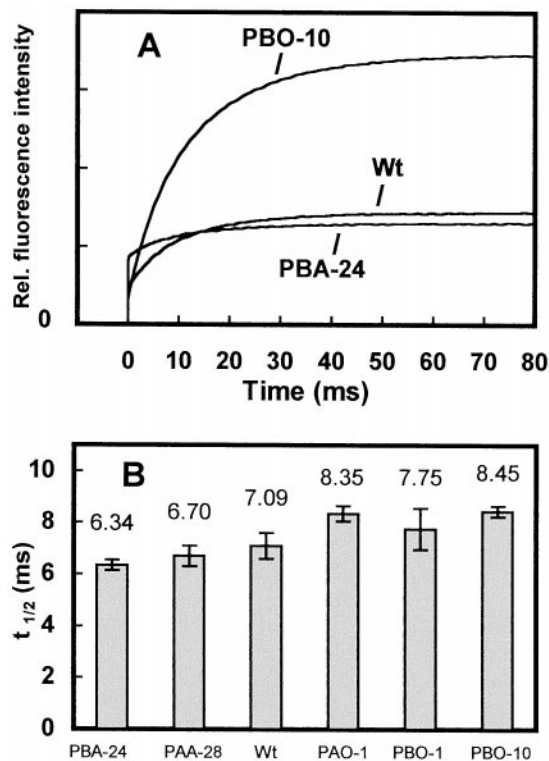 A
PBO-10
Wt
PBA-24
Rel. fluorescence intensity
0
0 10 20 30 40 50 60 70 80
Time (ms)
B
10
8
6
4
2
0
t 1/2 (ms)
6.34 6.70 7.09 8.35 7.75 8.45
PBA-24 PAA-28 Wt PAO-1 PBO-1 PBO-10